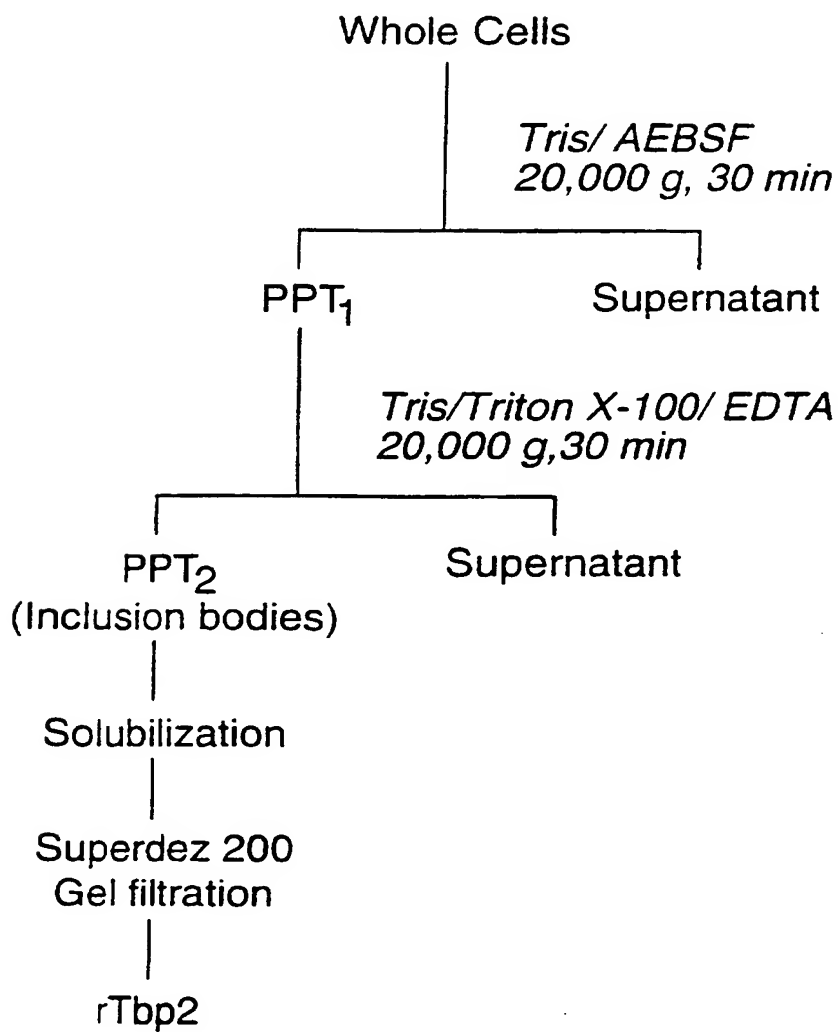 Whole Cells
Tris/ AEBSF
20,000 g, 30 min
PPT1 Supernatant
Tris/Triton X-100/ EDTA
20,000 g,30 min
PPT2 Supernatant
(Inclusion bodies)
Solubilization
Superdez 200
Gel filtration
rTbp2